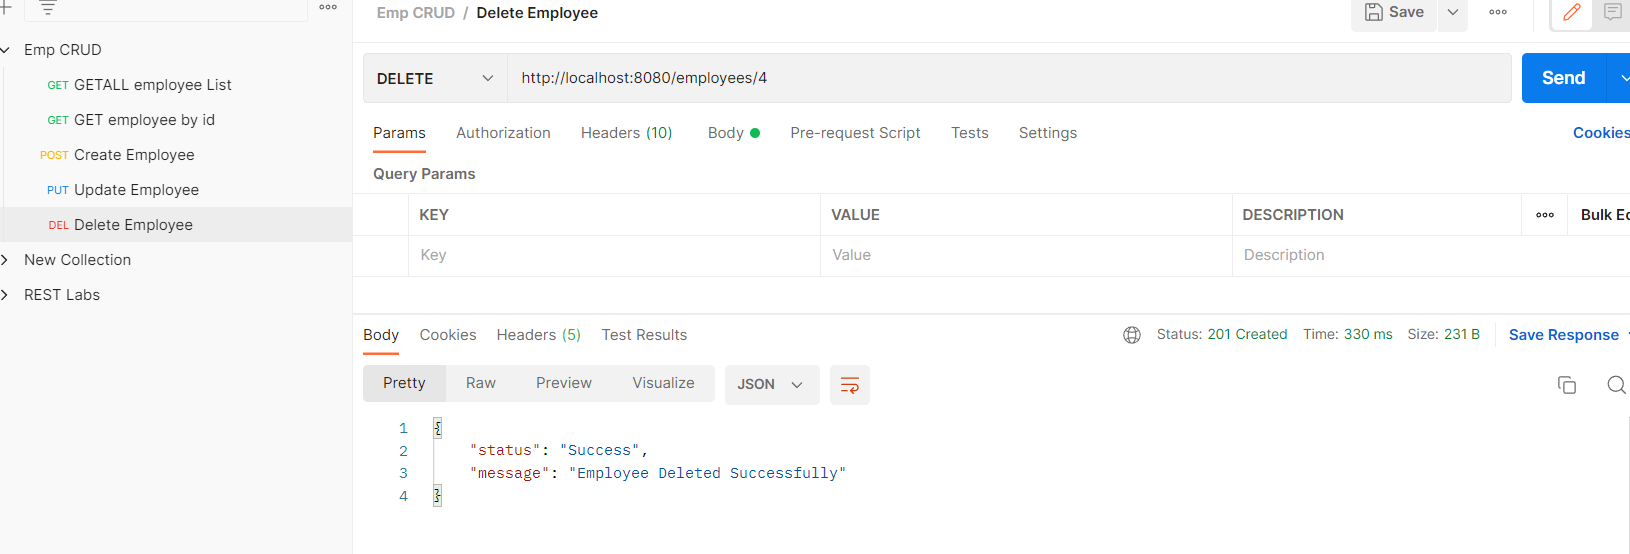 Emp CRUD / Delete Employee
Save
Emp CRUD
GET GETALL employee List
GET GET employee by id
POST Create Employee
PUT Update Employee
DEL Delete Employee
New Collection
REST Labs
DELETE http://localhost:8080/employees/4 Send
Params Authorization Headers (10) Body Pre-request Script Tests Settings Cookies
Query Params
KEY VALUE DESCRIPTION Bulk Ed
Key Value Description
Body Cookies Headers (5) Test Results Status: 201 Created Time: 330 ms Size: 231 B Save Response
Pretty Raw Preview Visualize JSON
1 {
2 "status": "Success",
3 "message": "Employee Deleted Successfully"
4 }